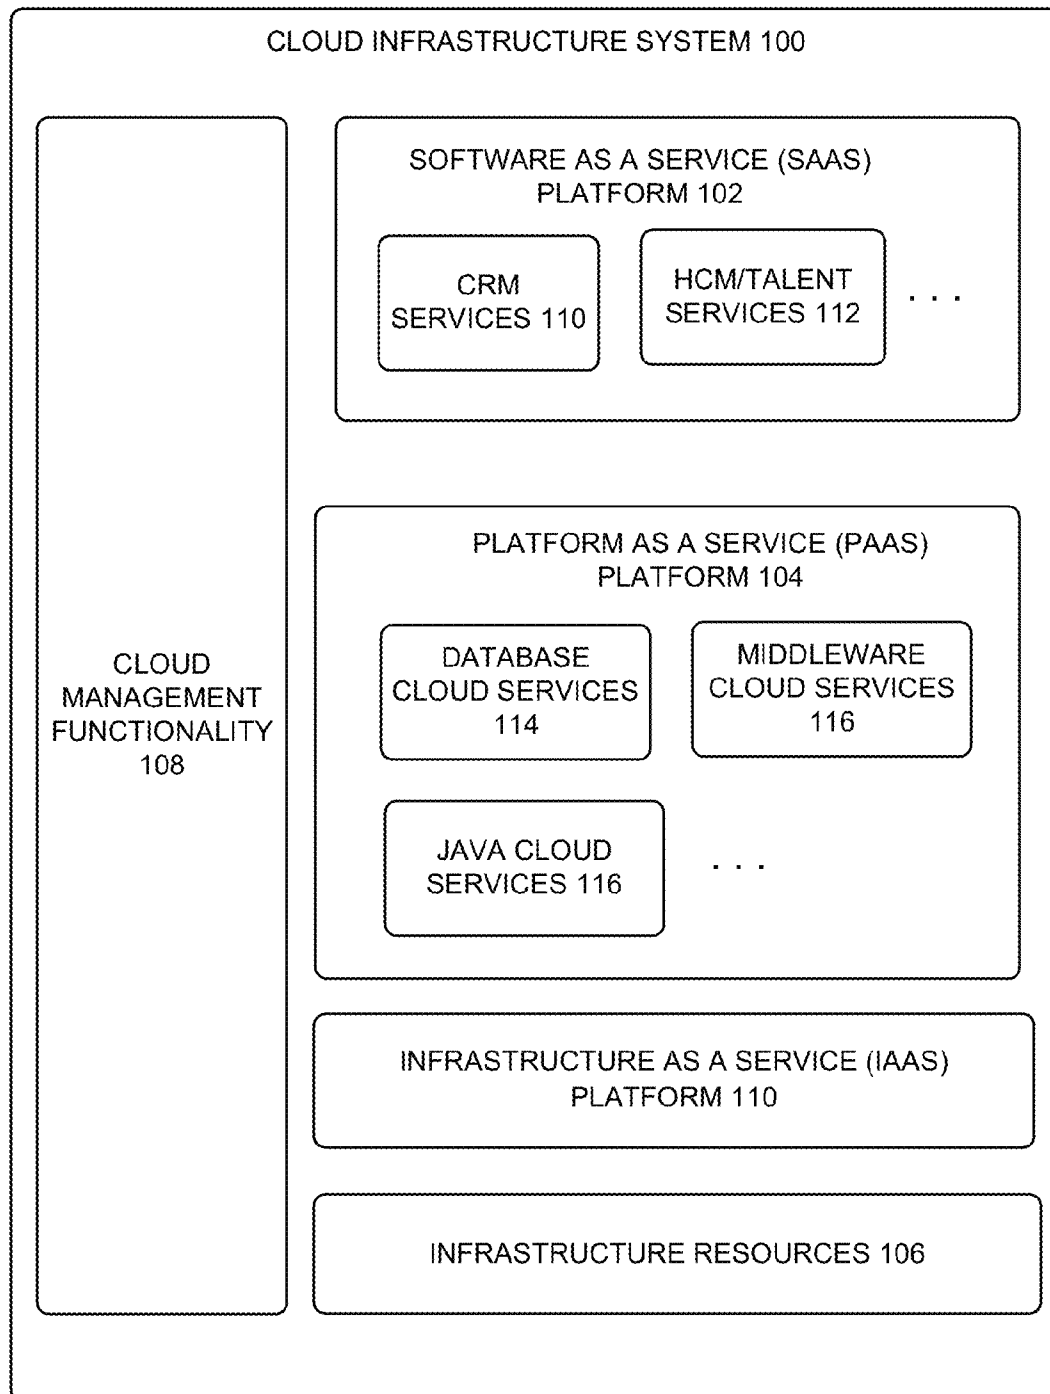 CLOUD INFRASTRUCTURE SYSTEM 100
SOFTWARE AS A SERVICE (SAAS)
PLATFORM 102
CRM
SERVICES 110
HCM/TALENT
SERVICES 112
. . .
PLATFORM AS A SERVICE (PAAS)
PLATFORM 104
DATABASE
CLOUD SERVICES
114
MIDDLEWARE
CLOUD SERVICES
116
JAVA CLOUD
SERVICES 116
. . .
CLOUD
MANAGEMENT
FUNCTIONALITY
108
INFRASTRUCTURE AS A SERVICE (IAAS)
PLATFORM 110
INFRASTRUCTURE RESOURCES 106